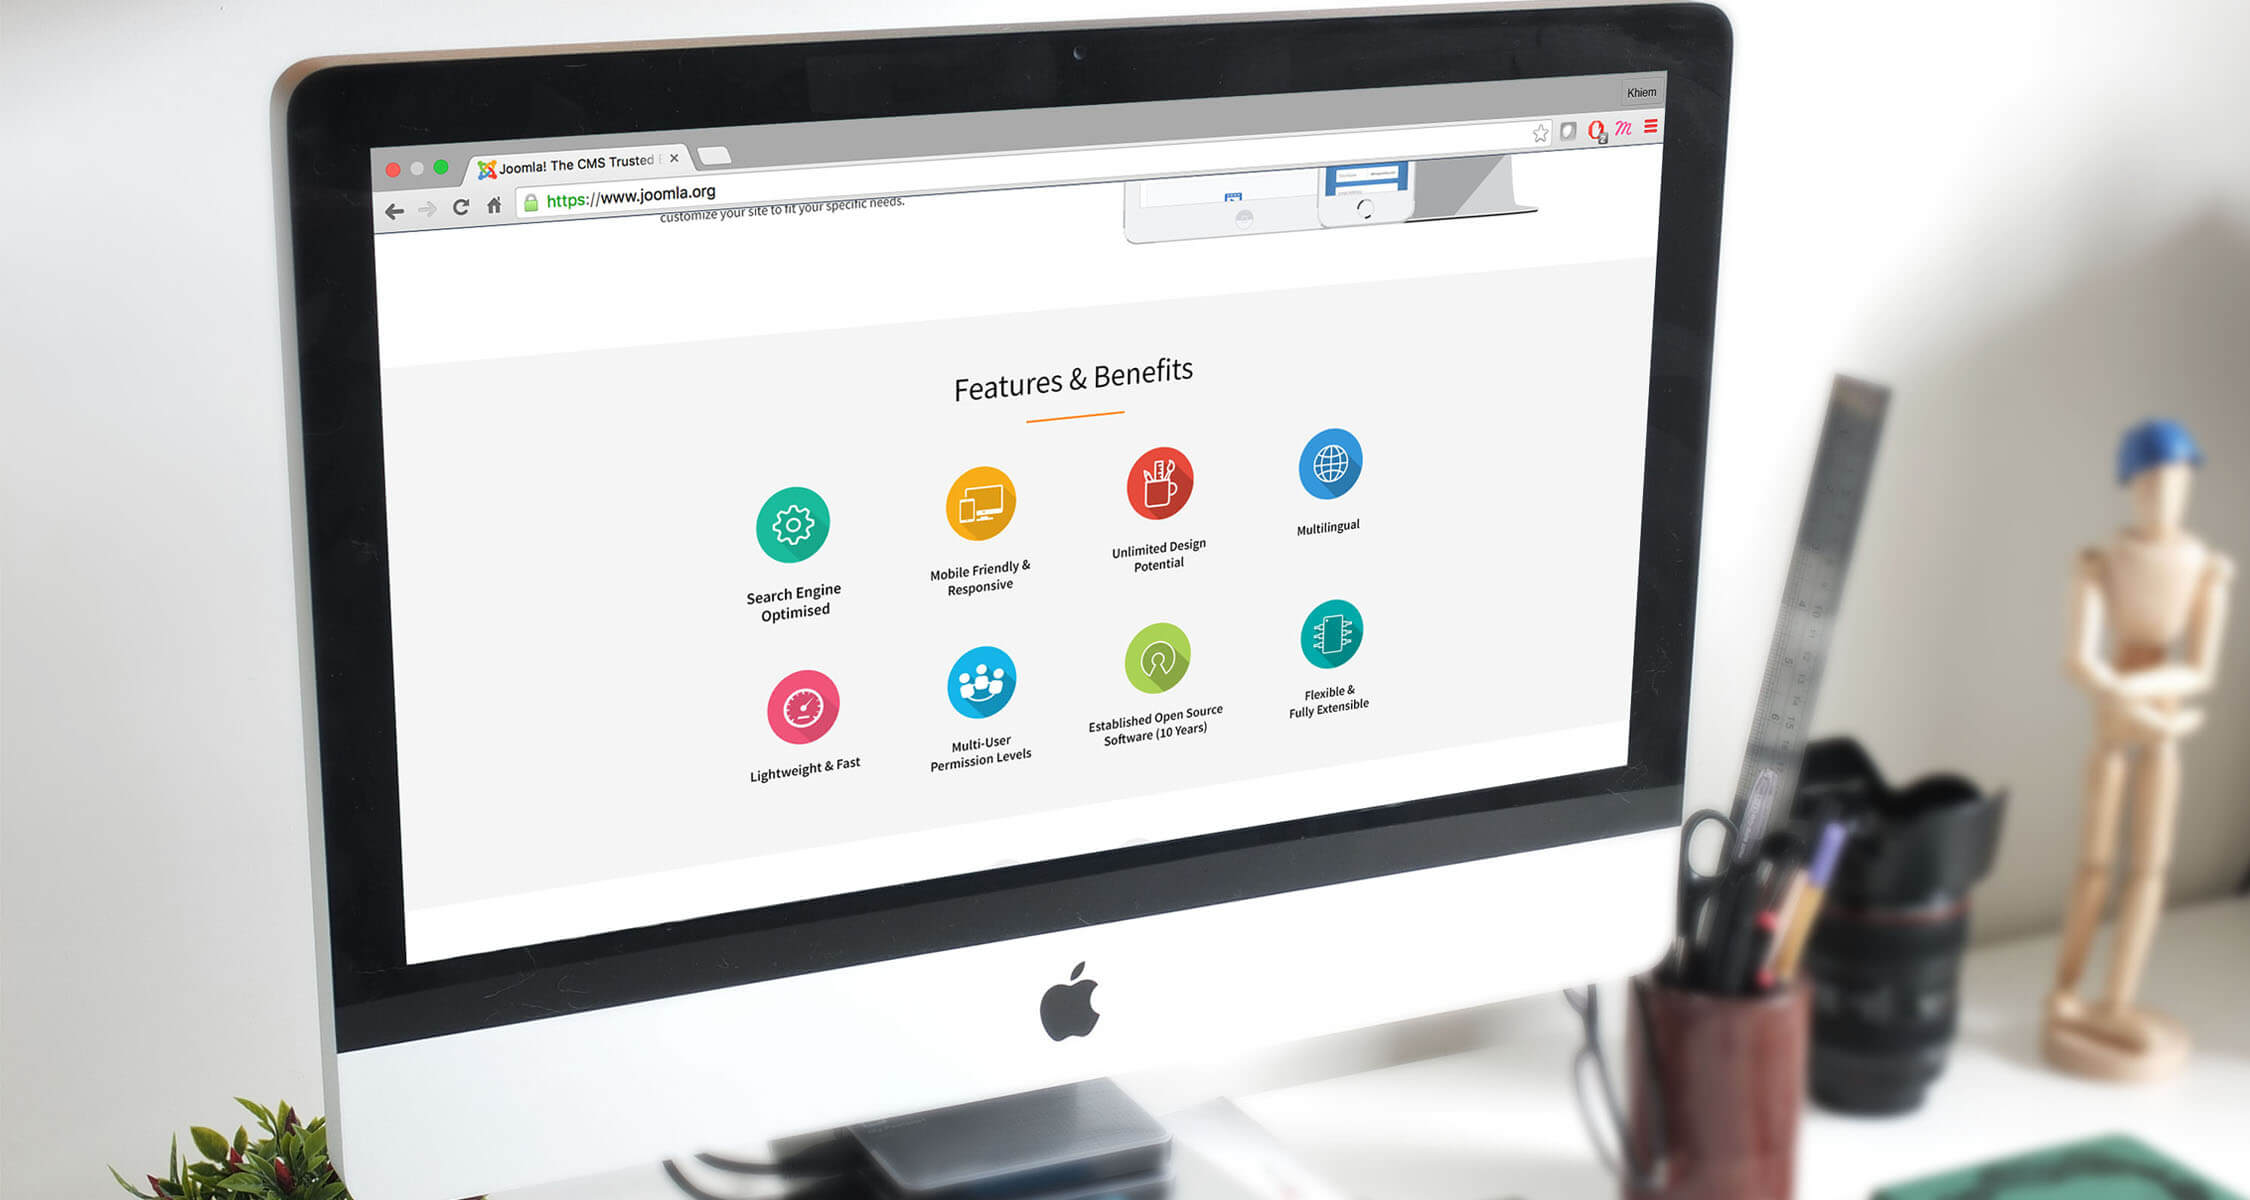 Khiem
Joomla! The CMS Trusted
https://www.joomla.org
customize your site to fit your specific needs.
Features & Benefits
Search Engine
Optimised
Mobile Friendly &
Responsive
Unlimited Design
Potential
Multilingual
Lightweight & Fast
Multi-User
Permission Levels
Established Open Source
Software (10 Years)
Flexible &
Fully Extensible